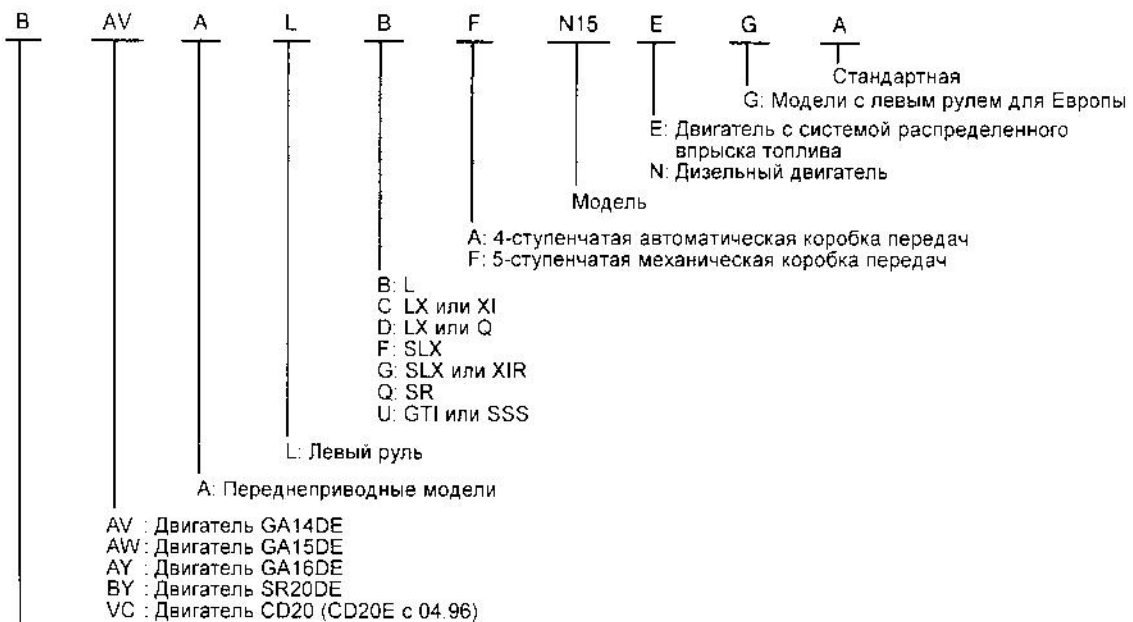 B AV A L B F N15 E G A
Стандартная
G: Модели с левым рулем для Европы
E: Двигатель с системой распределенного
впрыска топлива
N: Дизельный двигатель
Модель
A: 4-ступенчатая автоматическая коробка передач
F: 5-ступенчатая механическая коробка передач
B: L
C LX или XI
D: LX или Q
F: SLX
G: SLX или XIR
Q: SR
U: GTI или SSS
L: Левый руль
A: Переднеприводные модели
AV : Двигатель GA14DE
AW : Двигатель GA15DE
AY : Двигатель GA16DE
BY : Двигатель SR20DE
VC : Двигатель CD20 (CD20E с 04.96)